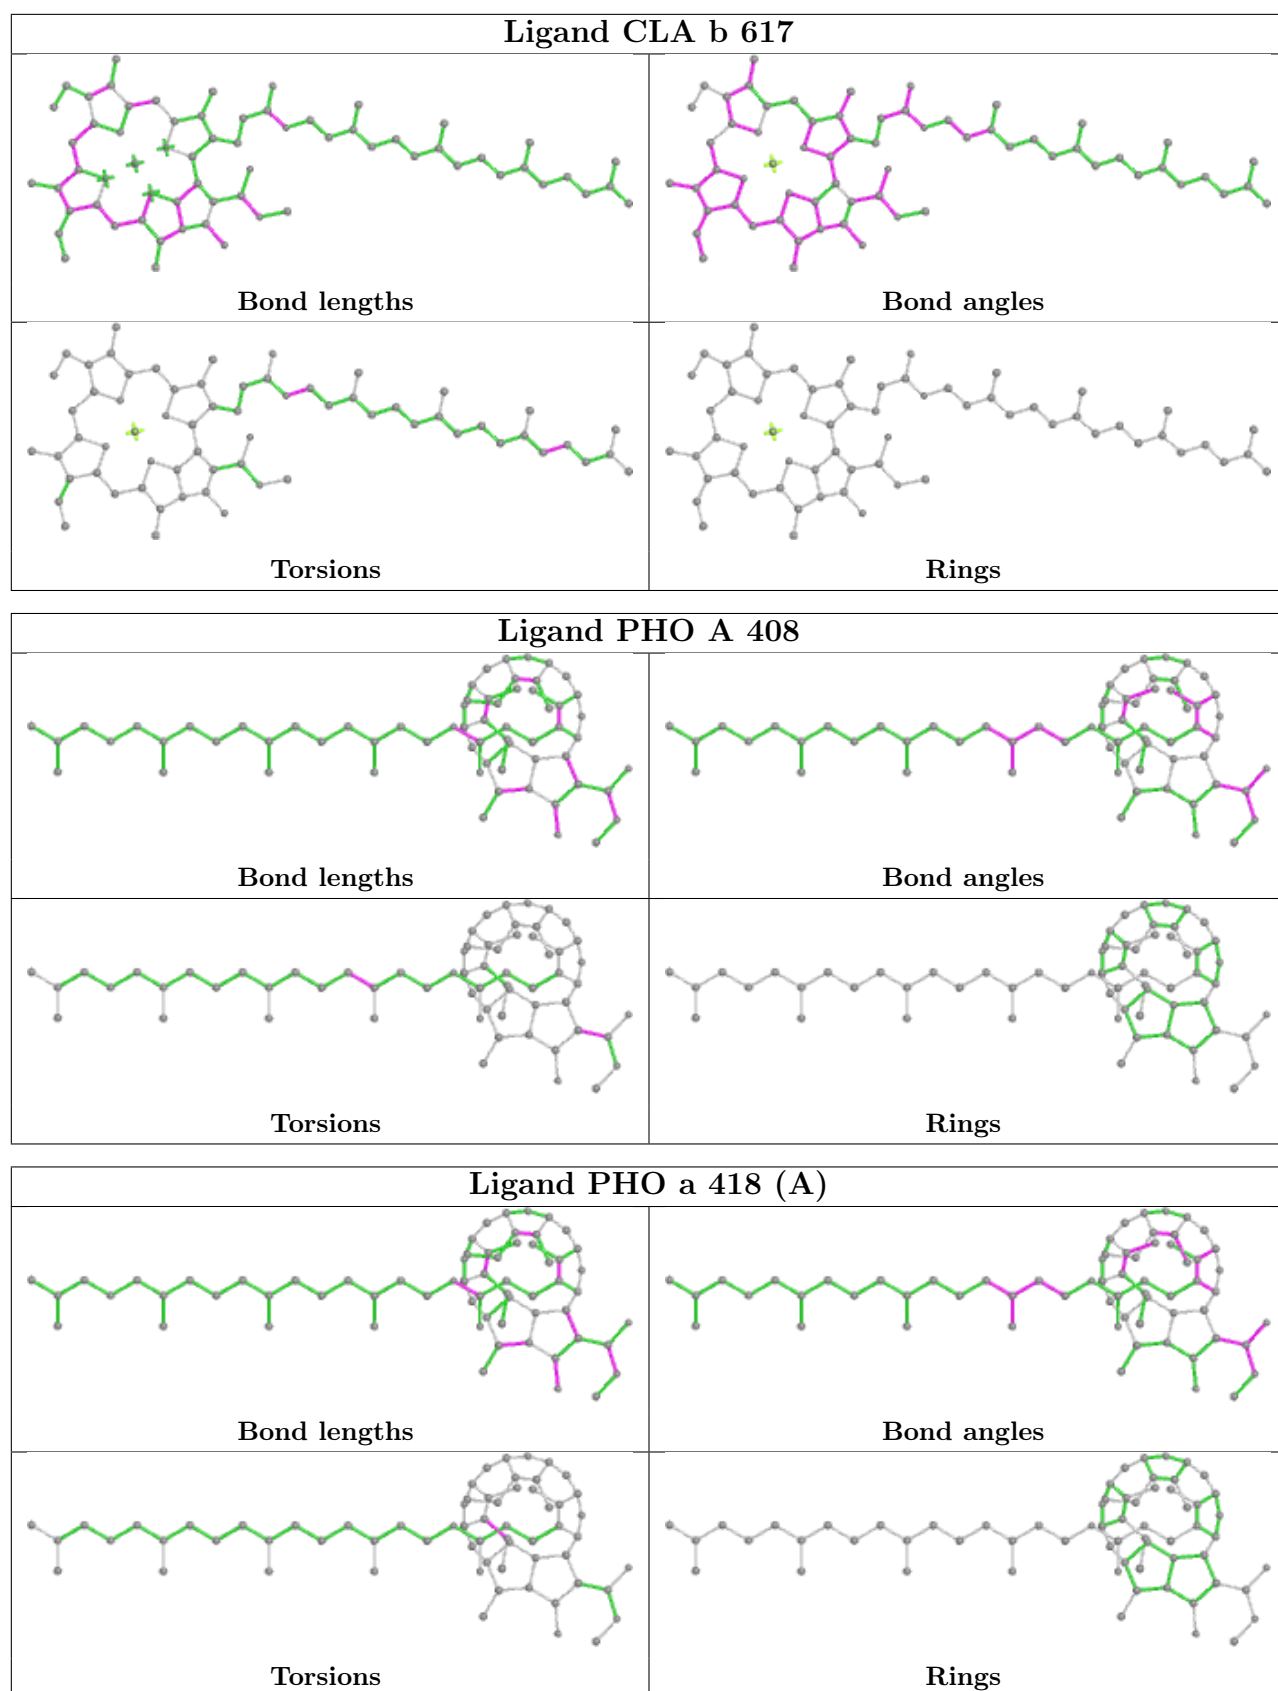 Ligand CLA b 617
Bond lengths
Bond angles
Torsions
Rings
Ligand PHO A 408
Bond lengths
Bond angles
Torsions
Rings
Ligand PHO a 418 (A)
Bond lengths
Bond angles
Torsions
Rings